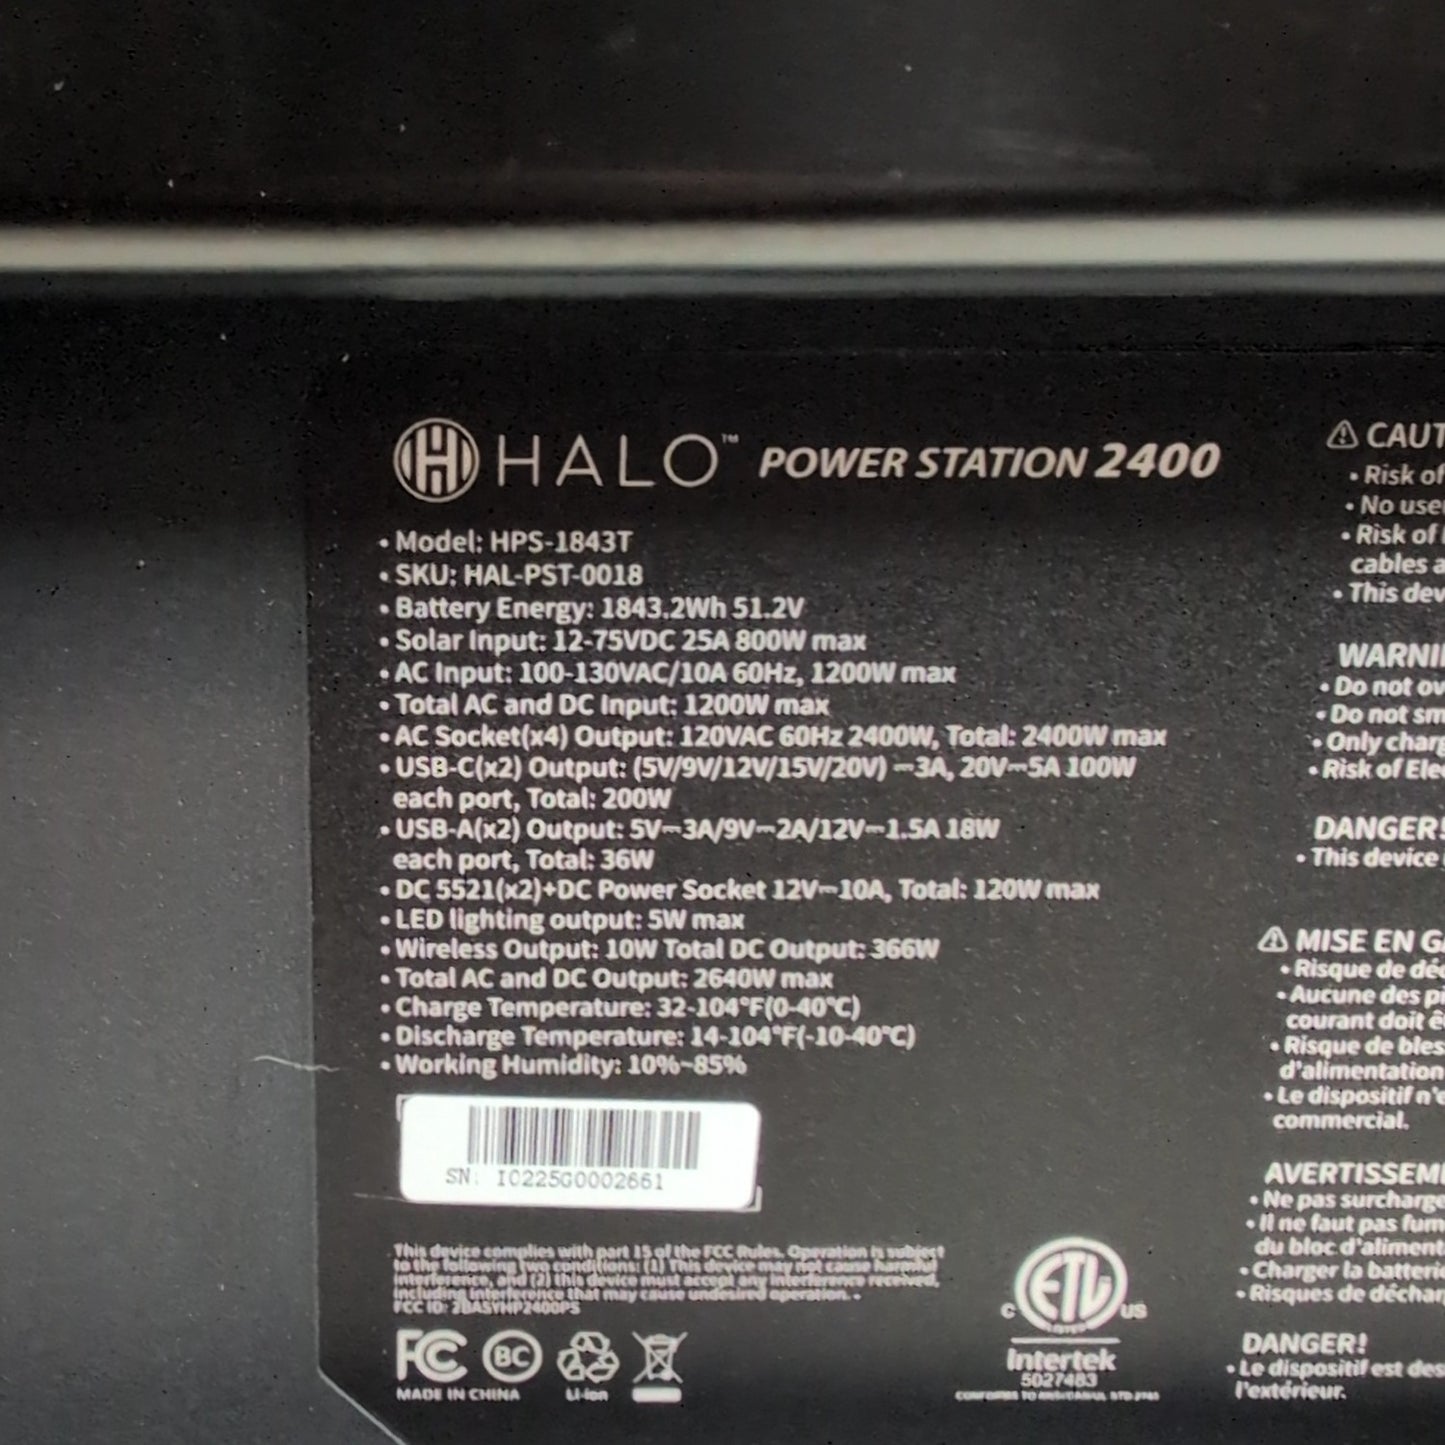 HALO™ POWER STATION 2400
• Model: HPS-1843T
• SKU: HAL-PST-0018
• Battery Energy: 1843.2Wh 51.2V
• Solar Input: 12-75VDC 25A 800W max
• AC Input: 100-130VAC/10A 60Hz, 1200W max
• Total AC and DC Input: 1200W max
• AC Socket(x4) Output: 120VAC 60Hz 2400W, Total: 2400W max
• USB-C(x2) Output: (5V/9V/12V/15V/20V) ⎓3A, 20V⎓5A 100W
each port, Total: 200W
• USB-A(x2) Output: 5V⎓3A/9V⎓2A/12V⎓1.5A 18W
each port, Total: 36W
• DC 5521(x2)+DC Power Socket 12V⎓10A, Total: 120W max
• LED lighting output: 5W max
• Wireless Output: 10W Total DC Output: 366W
• Total AC and DC Output: 2640W max
• Charge Temperature: 32-104°F(0-40°C)
• Discharge Temperature: 14-104°F(-10-40°C)
• Working Humidity: 10%~85%
SN: I0225G0002661
This device complies with part 15 of the FCC Rules. Operation is subject
to the following two conditions: (1) This device may not cause harmful
interference, and (2) this device must accept any interference received,
including interference that may cause undesired operation.
FCC ID: 2BASYHP2400PS
FC BC
MADE IN CHINA Li-ion
ETL
C US
LISTED
Intertek
5027483
CONFORMS TO
⚠ CAUT
• Risk of
• No use
• Risk of
cables a
• This dev
WARNI
• Do not ov
• Do not sm
• Only charg
• Risk of Ele
DANGER!
• This device
⚠ MISE EN GA
• Risque de déc
• Aucune des pi
courant doit ê
• Risque de bles
d'alimentation
• Le dispositif n'e
commercial.
AVERTISSEM
• Ne pas surcharge
• Il ne faut pas fum
du bloc d'aliment
• Charger la batterie
• Risques de déchar
DANGER!
• Le dispositif est des
l'extérieur.